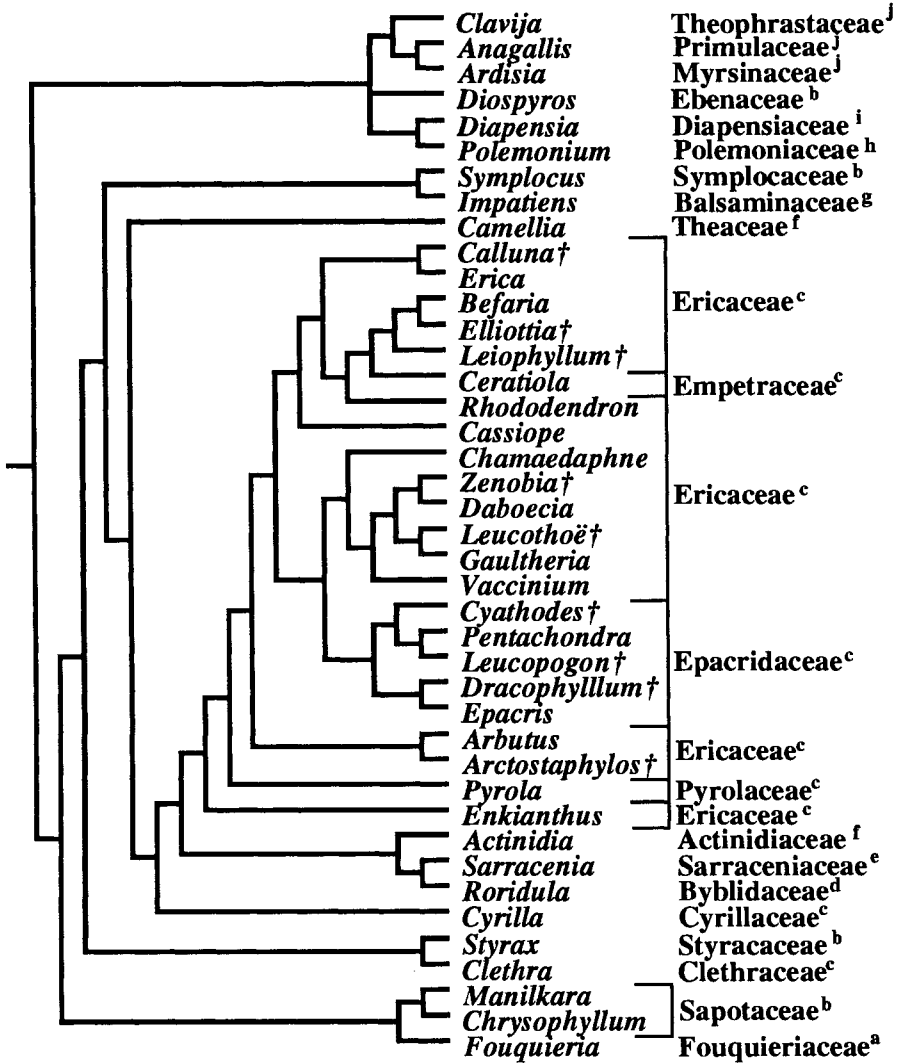 Clavija Theophrastaceae j
Anagallis Primulaceae j
Ardisia Myrsinaceae j
Diospyros Ebenaceae b
Diapensia Diapensiaceae i
Polemonium Polemoniaceae h
Symplocus Symplocaceae b
Impatiens Balsaminaceae g
Camellia Theaceae f
Calluna†
Erica
Befaria Ericaceae c
Elliottia†
Leiophyllum†
Ceratiola Empetraceae c
Rhododendron
Cassiope
Chamaedaphne
Zenobia† Ericaceae c
Daboecia
Leucothoë†
Gaultheria
Vaccinium
Cyathodes†
Pentachondra
Leucopogon† Epacridaceae c
Dracophylllum†
Epacris
Arbutus Ericaceae c
Arctostaphylos†
Pyrola Pyrolaceae c
Enkianthus Ericaceae c
Actinidia Actinidiaceae f
Sarracenia Sarraceniaceae e
Roridula Byblidaceae d
Cyrilla Cyrillaceae c
Styrax Styracaceae b
Clethra Clethraceae c
Manilkara Sapotaceae b
Chrysophyllum
Fouquieria Fouquieriaceae a